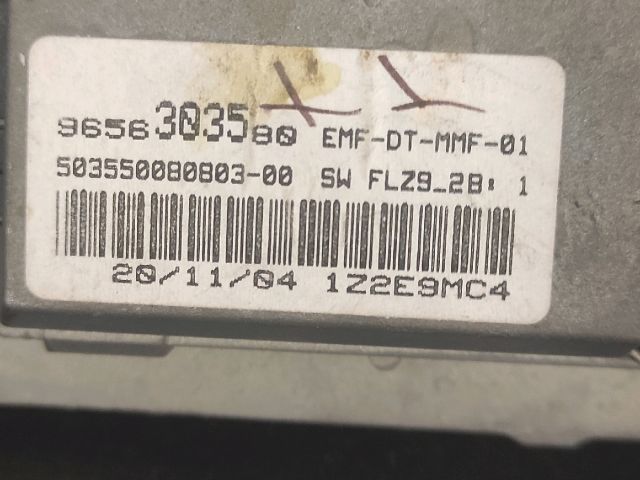 9656303580 EMF-DT-MMF-01
503550080803-00 SW FLZ9_2B: 1
20/11/04 1Z2E9MC4